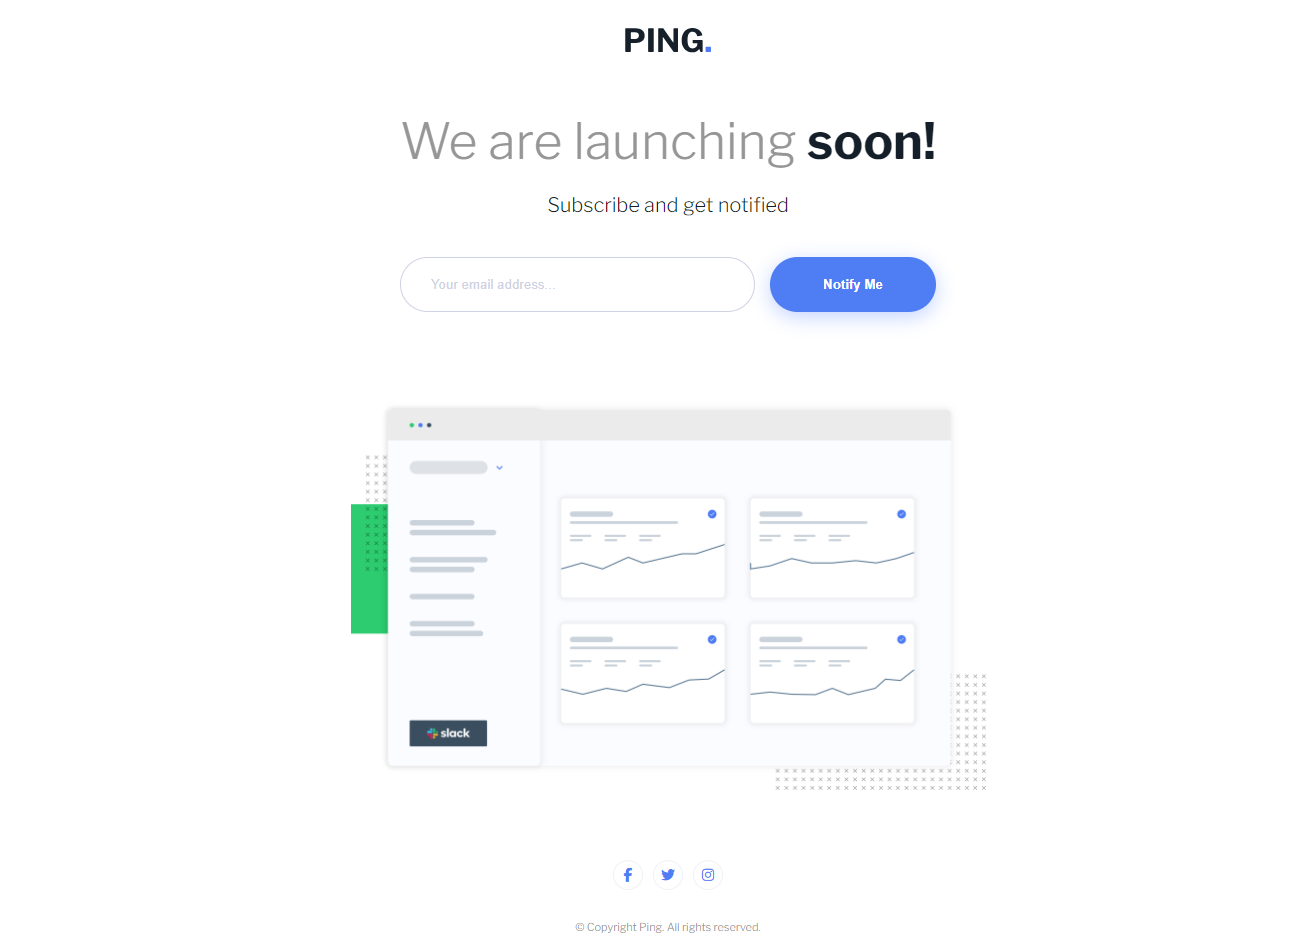 PING.
We are launching soon!
Subscribe and get notified
Your email address...
Notify Me
slack
© Copyright Ping. All rights reserved.